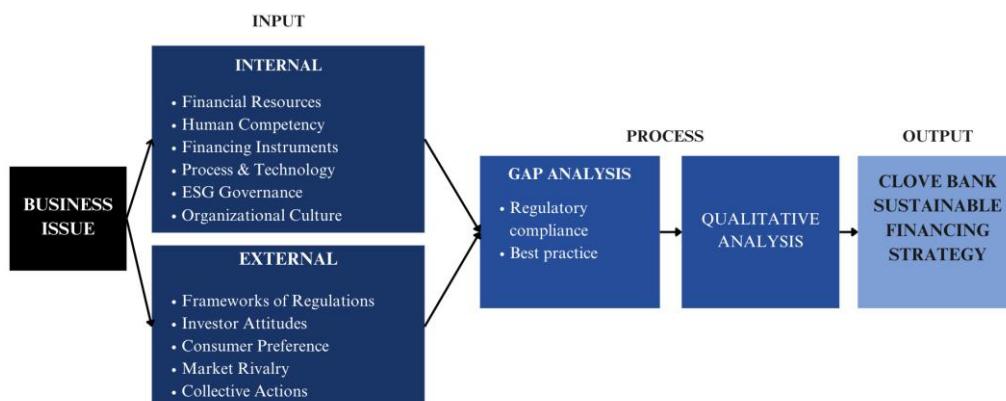 INPUT
INTERNAL
• Financial Resources
• Human Competency
• Financing Instruments
• Process & Technology
• ESG Governance
• Organizational Culture
BUSINESS
ISSUE
EXTERNAL
• Frameworks of Regulations
• Investor Attitudes
• Consumer Preference
• Market Rivalry
• Collective Actions
PROCESS
GAP ANALYSIS
• Regulatory
compliance
• Best practice
QUALITATIVE
ANALYSIS
OUTPUT
CLOVE BANK
SUSTAINABLE
FINANCING
STRATEGY